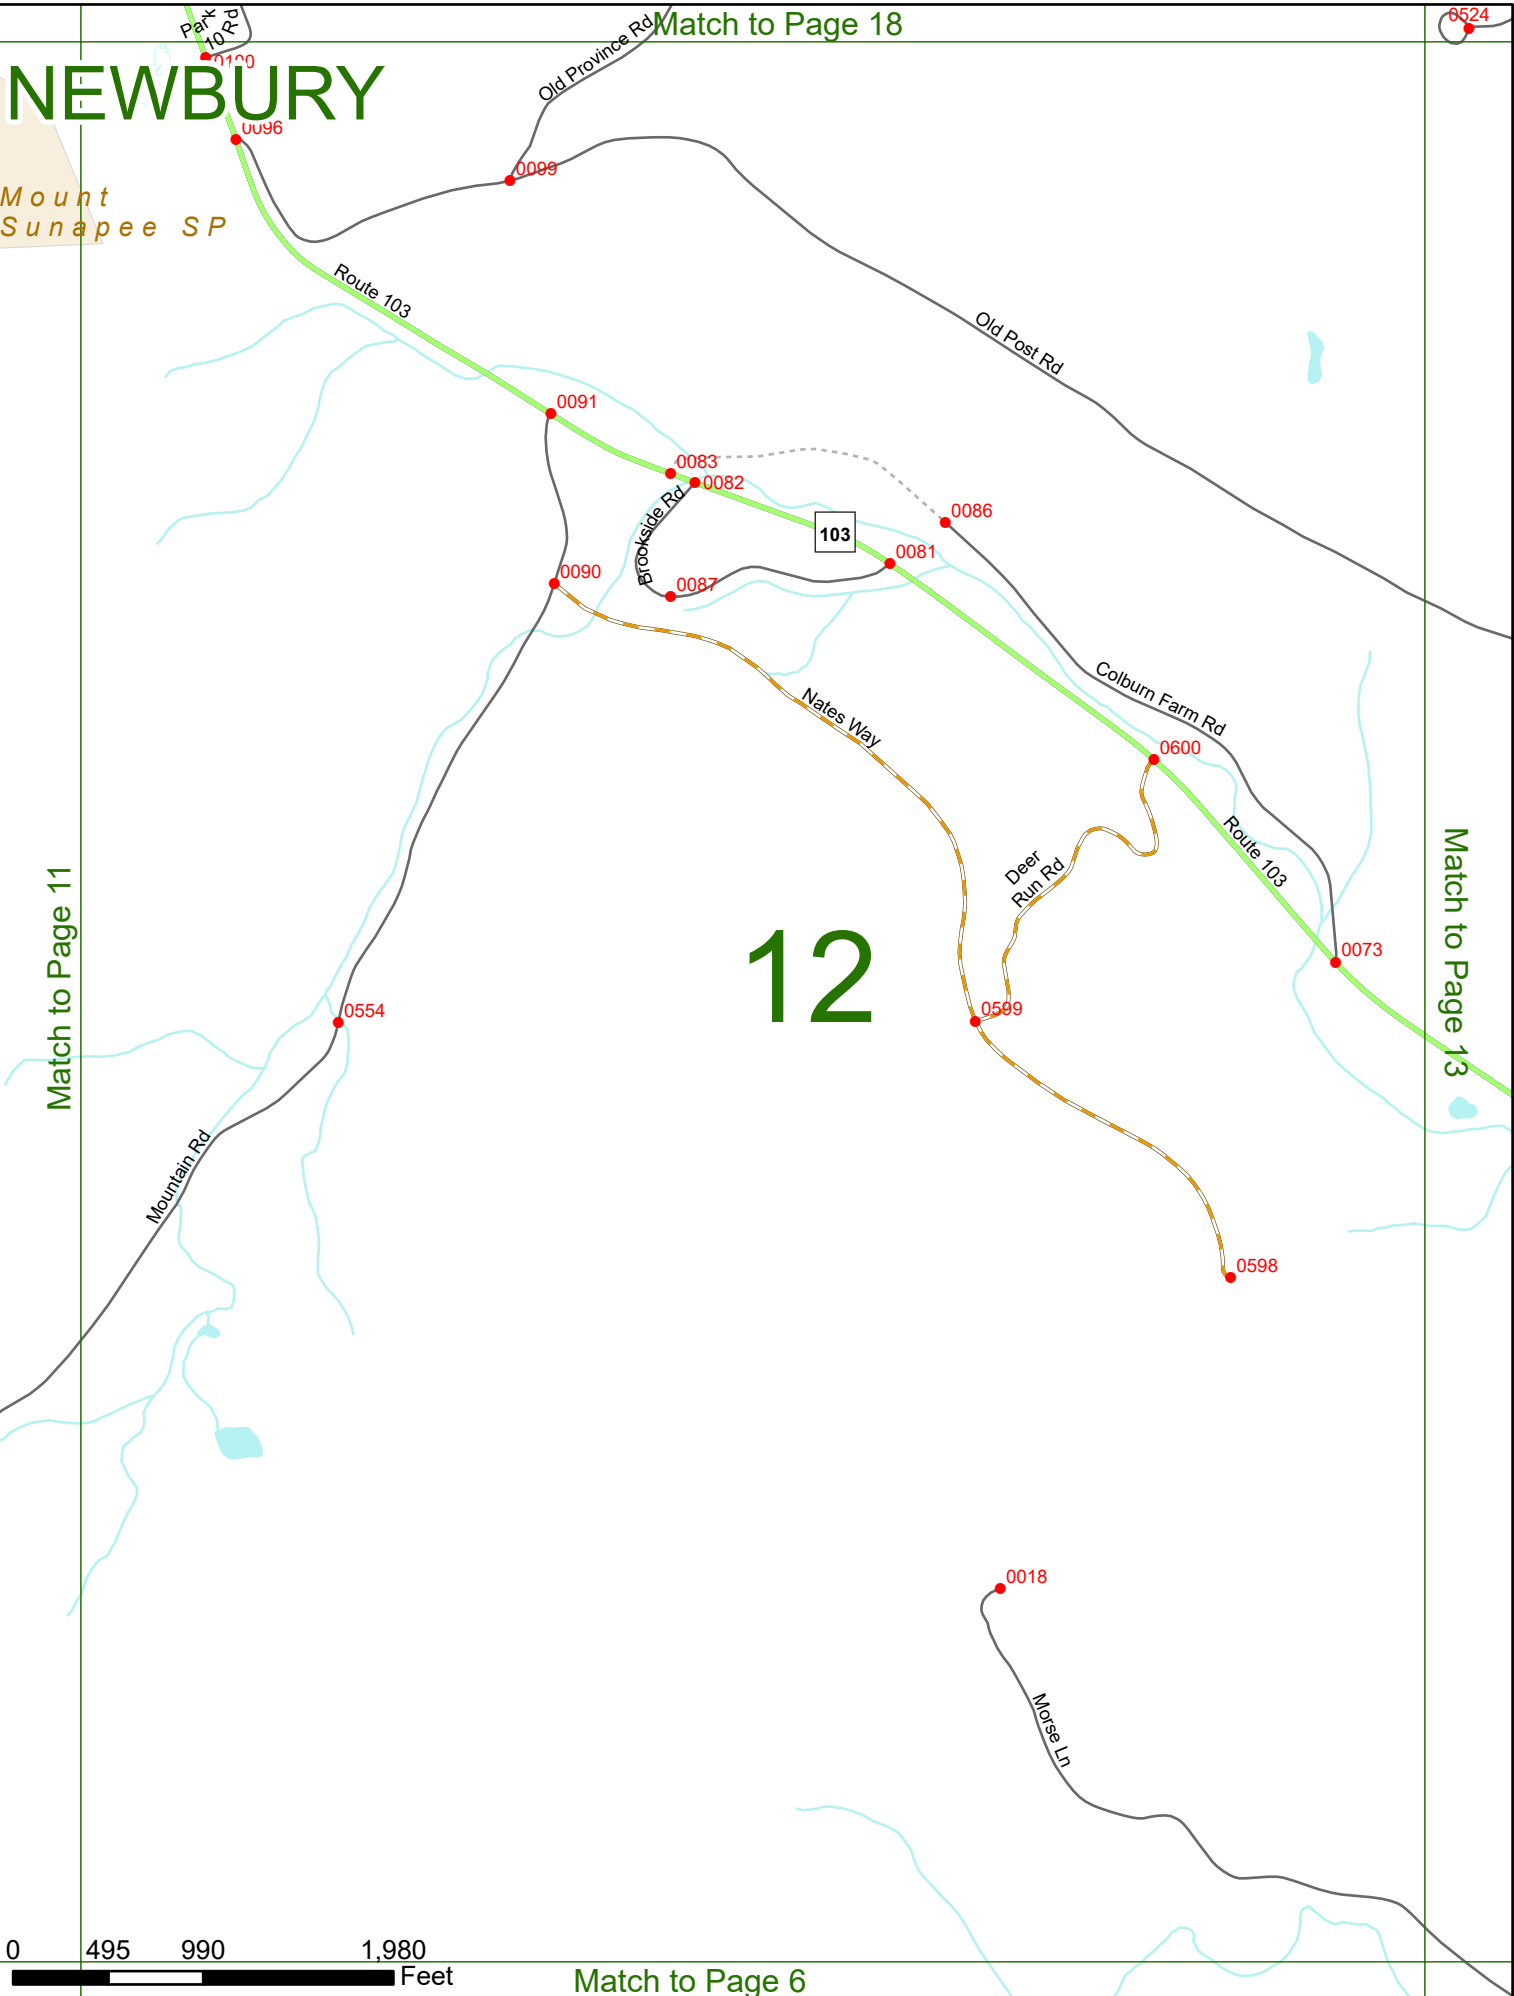 Match to Page 18
0524
Park
10 Rd
0100
NEWBURY
0096
Old Province Rd
0099
Mount
Sunapee SP
Route 103
Old Post Rd
0091
0083
0082
Brookside Rd
103
0086
0081
0090
0087
Colburn Farm Rd
Nates Way
0600
Route 103
Deer
Run Rd
Match to Page 11
Match to Page 13
12
0073
0554
0599
Mountain Rd
0598
0018
Morse Ln
0 495 990 1,980
Feet
Match to Page 6